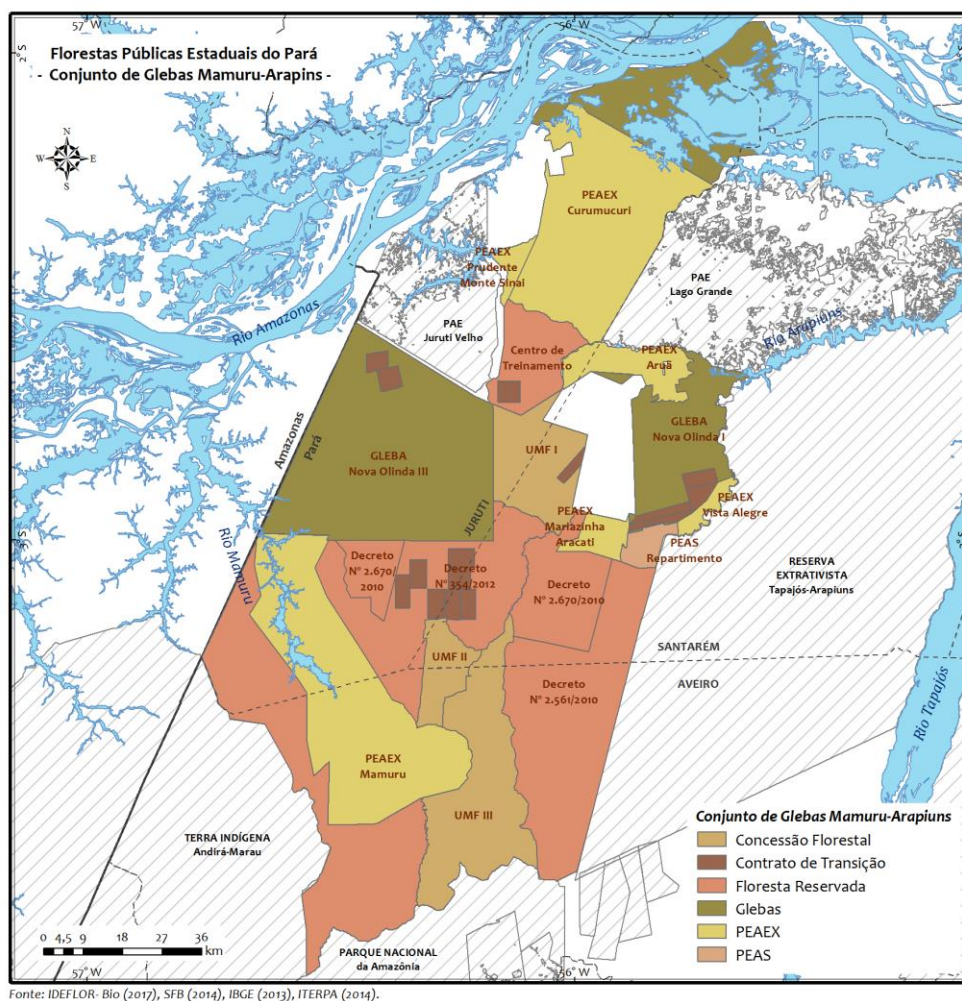 57°W
56°W
2°S
Florestas Públicas Estaduais do Pará
- Conjunto de Glebas Mamuru-Arapins -
N
W
E
S
PEAEX
Curumucuri
PEAEX
Prudente
Monte Sinai
PAE
Lago Grande
Rio Amazonas
PAE
Juruti Velho
Rio Arapiuns
Centro de
Treinamento
PEAEX
Aruã
Amazonas
Pará
GLEBA
Nova Olinda I
GLEBA
Nova Olinda III
UMF I
JURUTI
PEAEX
Vista Alegre
PEAEX
Mariazinha
Aracati
3°S
PEAS
Repartimento
Rio Mamuru
Decreto
N° 2.670/
2010
Decreto
N° 354/2012
Decreto
N° 2.670/2010
RESERVA
EXTRATIVISTA
Tapajós-Arapiuns
UMF II
SANTARÉM
AVEIRO
Decreto
N° 2.561/2010
Rio Tapajós
PEAEX
Mamuru
UMF III
TERRA INDÍGENA
Andirá-Marau
Conjunto de Glebas Mamuru-Arapiuns
Concessão Florestal
Contrato de Transição
Floresta Reservada
Glebas
PEAEX
PEAS
0 4,5 9 18 27 36
km
PARQUE NACIONAL
da Amazônia
57°W
56°W
Fonte: IDEFLOR- Bio (2017), SFB (2014), IBGE (2013), ITERPA (2014).